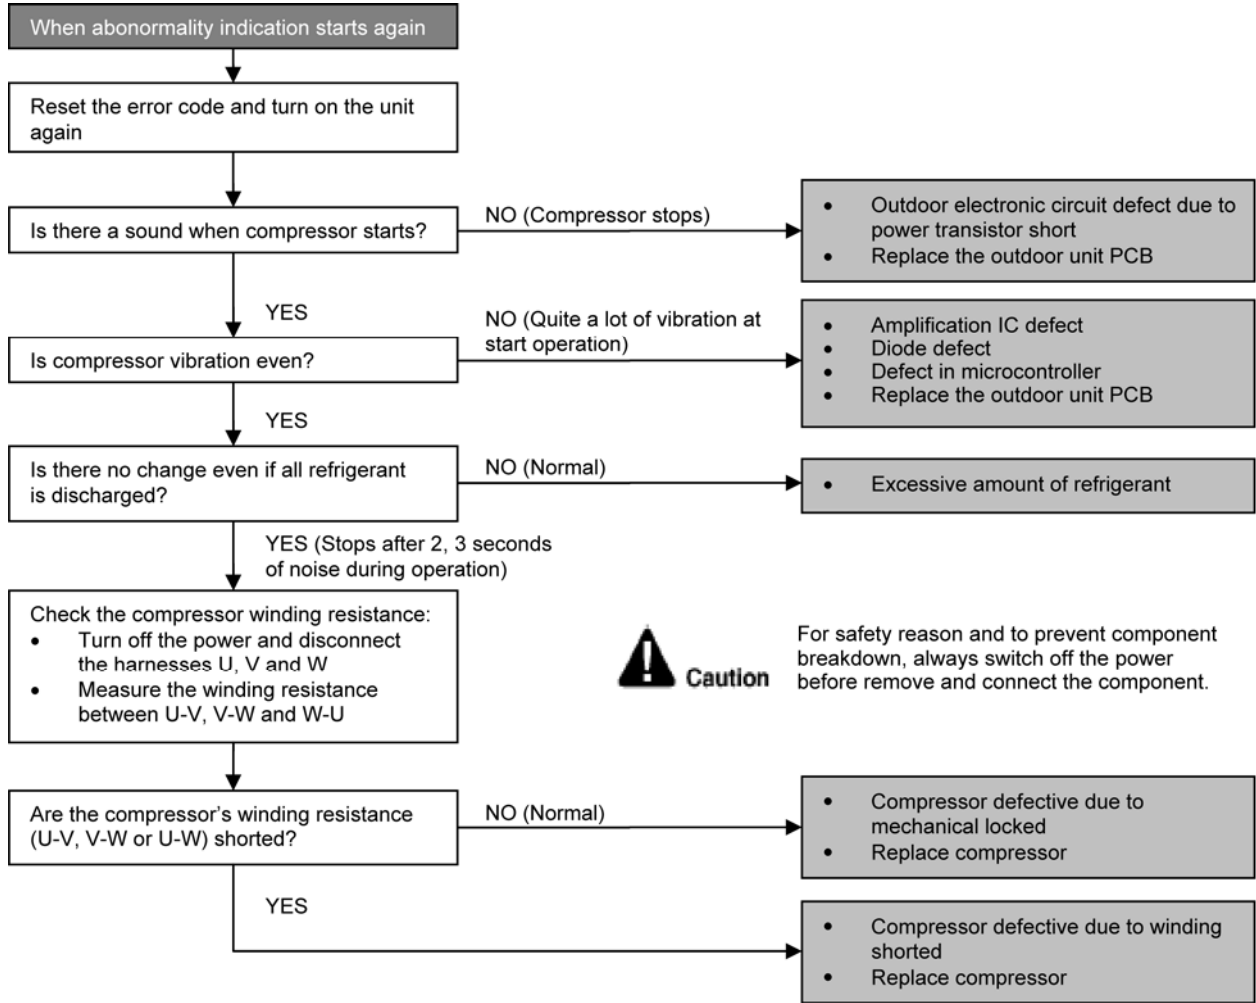 When abonormality indication starts again
Reset the error code and turn on the unit
again
Is there a sound when compressor starts?
NO (Compressor stops)
• Outdoor electronic circuit defect due to
power transistor short
• Replace the outdoor unit PCB
YES
Is compressor vibration even?
NO (Quite a lot of vibration at
start operation)
• Amplification IC defect
• Diode defect
• Defect in microcontroller
• Replace the outdoor unit PCB
YES
Is there no change even if all refrigerant
is discharged?
NO (Normal)
• Excessive amount of refrigerant
YES (Stops after 2, 3 seconds
of noise during operation)
Check the compressor winding resistance:
• Turn off the power and disconnect
the harnesses U, V and W
• Measure the winding resistance
between U-V, V-W and W-U
Caution
For safety reason and to prevent component
breakdown, always switch off the power
before remove and connect the component.
Are the compressor's winding resistance
(U-V, V-W or U-W) shorted?
NO (Normal)
• Compressor defective due to
mechanical locked
• Replace compressor
YES
• Compressor defective due to winding
shorted
• Replace compressor